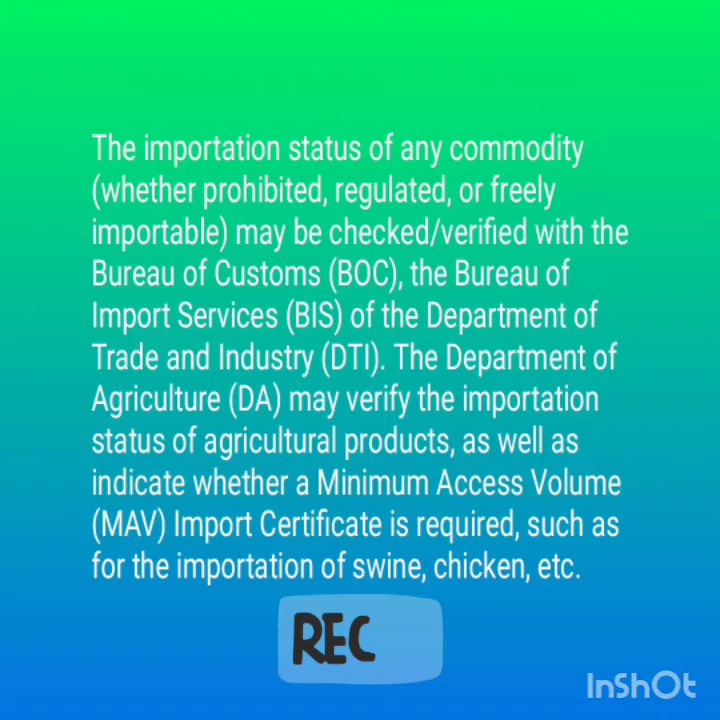 The importation status of any commodity
(whether prohibited, regulated, or freely
importable) may be checked/verified with the
Bureau of Customs (BOC), the Bureau of
Import Services (BIS) of the Department of
Trade and Industry (DTI). The Department of
Agriculture (DA) may verify the importation
status of agricultural products, as well as
indicate whether a Minimum Access Volume
(MAV) Import Certificate is required, such as
for the importation of swine, chicken, etc.
REC
InShOt